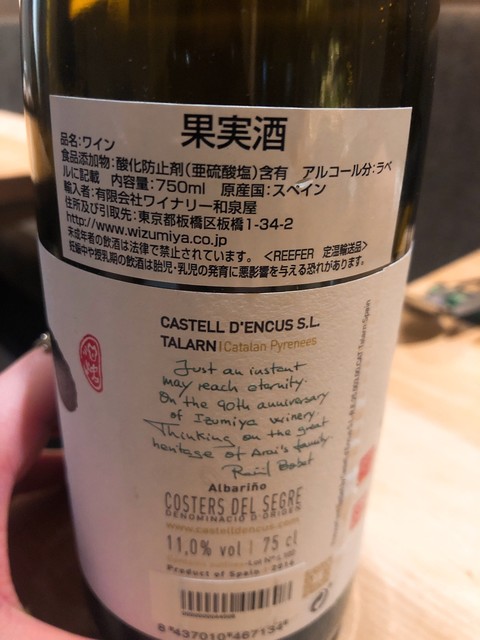 果実酒
品名:ワイン
食品添加物:酸化防止剤(亜硫酸塩)含有 アルコール分:ラベ
ルに記載 内容量:750ml 原産国:スペイン
輸入者:有限会社ワイナリー和泉屋
住所及び引取先:東京都板橋区板橋1-34-2
http://www.wizumiya.co.jp
未成年者の飲酒は法律で禁止されています。 <REEFER 定温輸送品>
妊娠中や授乳期の飲酒は胎児・乳児の発育に悪影響を与える恐れがあります。
CASTELL D'ENCUS S.L.
TALARN | Catalan Pyrenees
Just an instant
may reach eternity.
On the 90th anniversary
of Izumiya winery.
Thinking on the great
heritage of Arai's family.
Raül Bobet
Albariño
COSTERS DEL SEGRE
DENOMINACIÓ D'ORIGEN
www.castelldencus.com
11,0% vol | 75 cl
Product of Spain
8 437010 487134